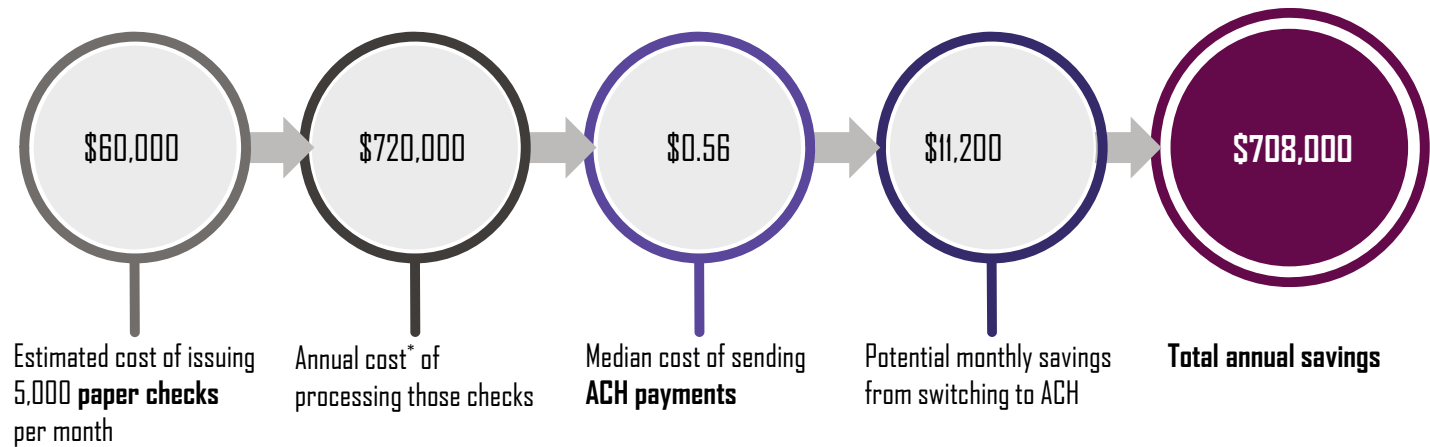 $60,000
$720,000
$0.56
$11,200
$708,000
Estimated cost of issuing
5,000 paper checks
per month
Annual cost* of
processing those checks
Median cost of sending
ACH payments
Potential monthly savings
from switching to ACH
Total annual savings